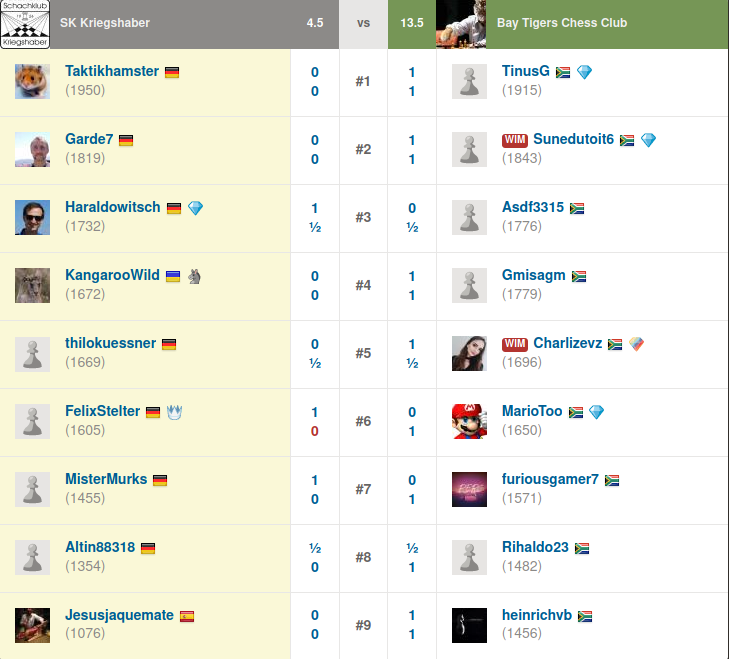 Schachklub
Kriegshaber
SK Kriegshaber 4.5 vs 13.5 Bay Tigers Chess Club
Taktikhamster 0 1 TinusG
(1950) 0 #1 1 (1915)
Garde7 0 1 WIM Sunedutoit6
(1819) 0 #2 1 (1843)
Haraldowitsch 1 0 Asdf3315
(1732) ½ #3 ½ (1776)
KangarooWild 0 1 Gmisagm
(1672) 0 #4 1 (1779)
thilokuessner 0 1 WIM Charlizevz
(1669) ½ #5 ½ (1696)
FelixStelter 1 0 MarioToo
(1605) 0 #6 1 (1650)
MisterMurks 1 0 furiousgamer7
(1455) 0 #7 1 (1571)
Altin88318 ½ ½ Rihaldo23
(1354) 0 #8 1 (1482)
Jesusjaquemate 0 1 heinrichvb
(1076) 0 #9 1 (1456)